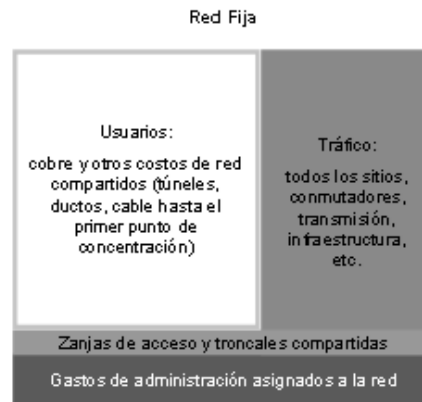 Red Fija
Usuarios:
cobre y otros costos de red
compartidos (túneles,
ductos, cable hasta el
primer punto de
concentración)
Tráfico:
todos los sitios,
conmutadores,
transmisión,
infraestructura,
etc.
Zanjas de acceso y troncales compartidas
Gastos de administración asignados a la red